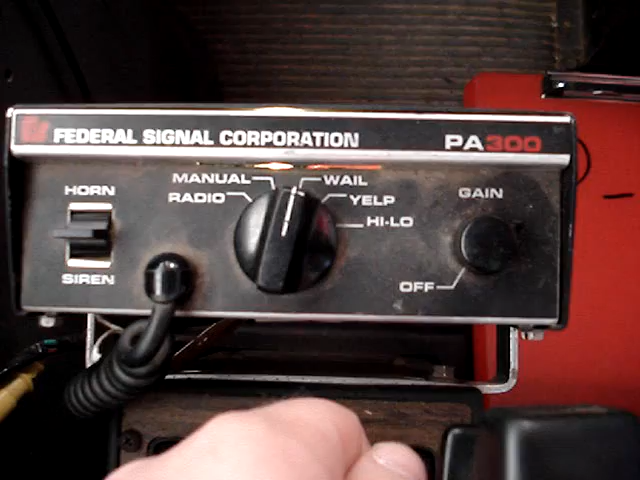 FEDERAL SIGNAL CORPORATION PA300
HORN
SIREN
MANUAL
RADIO
WAIL
YELP
HI-LO
GAIN
OFF